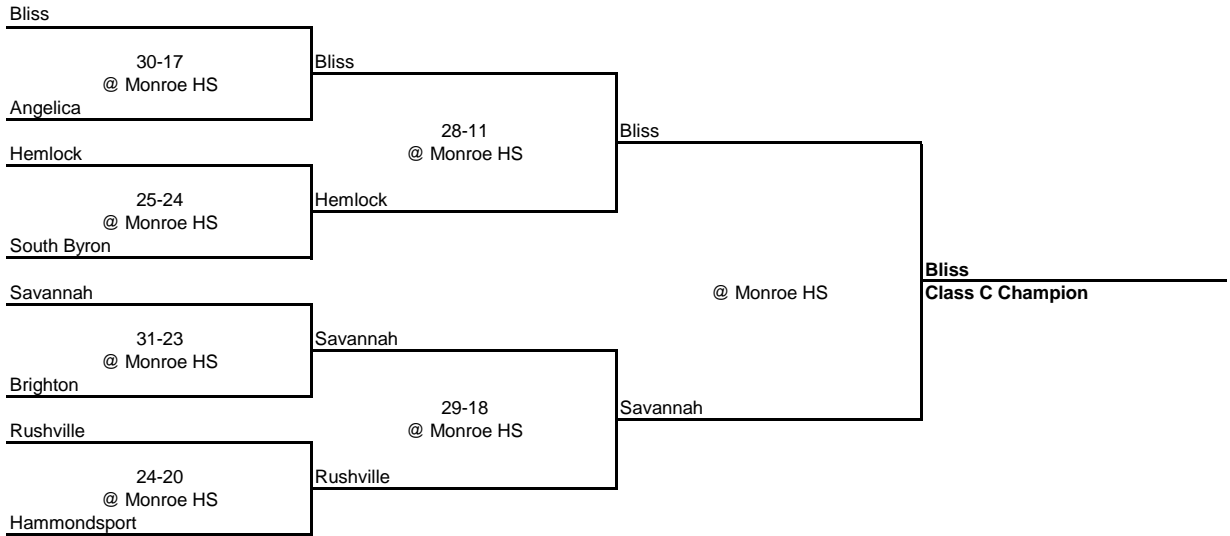 Bliss
30-17
@ Monroe HS
Angelica
Bliss
28-11
@ Monroe HS
Hemlock
25-24
@ Monroe HS
South Byron
Hemlock
Bliss
@ Monroe HS
Bliss
Class C Champion
Savannah
31-23
@ Monroe HS
Brighton
Savannah
29-18
@ Monroe HS
Rushville
24-20
@ Monroe HS
Hammondsport
Rushville
Savannah